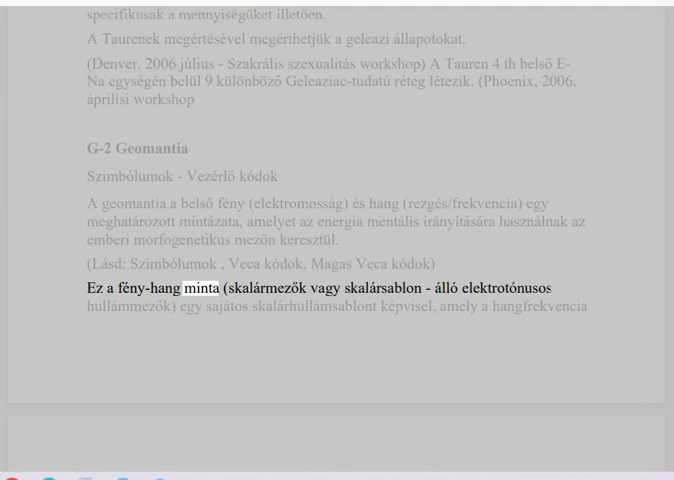 specifikusak a mennyiségüket illetően.
A Taurenek megértésével megérthetjük a geleazi állapotokat.
(Denver, 2006 július - Szakrális szexualitás workshop) A Tauren 4 th belső E-
Na egységén belül 9 különböző Geleaziac-tudatú réteg létezik. (Phoenix, 2006.
áprilisi workshop
G-2 Geomantia
Szimbólumok - Vezérlő kódok
A geomantia a belső fény (elektromosság) és hang (rezgés/frekvencia) egy
meghatározott mintázata, amelyet az energia mentális irányítására használnak az
emberi morfogenetikus mezőn keresztül.
(Lásd: Szimbólumok , Veca kódok, Magas Veca kódok)
Ez a fény-hang minta (skalármezők vagy skalársablon - álló elektrotónusos
hullámmezők) egy sajátos skalárhullámsablont képvisel, amely a hangfrekvencia